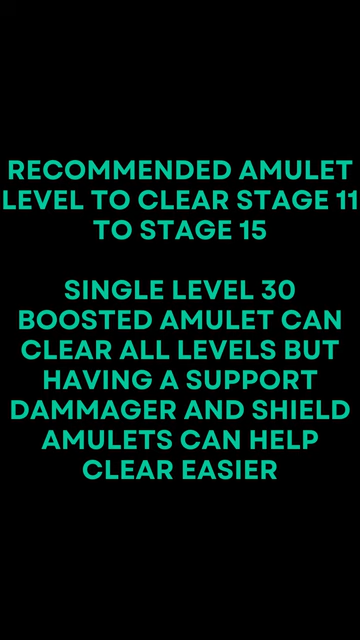 RECOMMENDED AMULET
LEVEL TO CLEAR STAGE 11
TO STAGE 15
SINGLE LEVEL 30
BOOSTED AMULET CAN
CLEAR ALL LEVELS BUT
HAVING A SUPPORT
DAMMAGER AND SHIELD
AMULETS CAN HELP
CLEAR EASIER